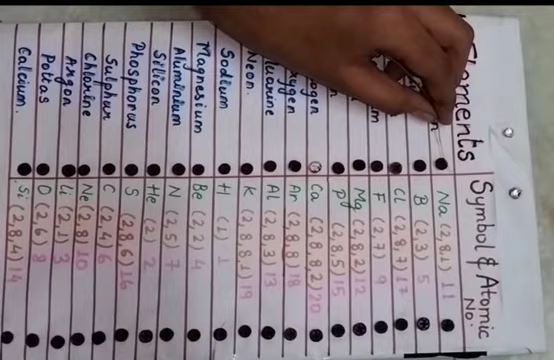 Elements Symbol & Atomic No:
Na (2,8,1) 11
B (2,3) 5
Cl (2,8,7) 17
F (2,7) 9
Mg (2,8,2) 12
P (2,8,5) 15
ogen Ca (2,8,8,2) 20
ygen Ar (2,8,8) 18
luorine Al (2,8,3) 13
Neon. K (2,8,8,1) 19
Sodium H (1) 1
Magnesium Be (2,2) 4
Aluminium N (2,5) 7
Silicon He (2) 2
Phosphorus S (2,8,6) 16
Sulphur C (2,4) 6
Chlorine Ne (2,8) 10
Argon Li (2,1) 3
Pottas O (2,6) 8
Calcium. Si (2,8,4) 14